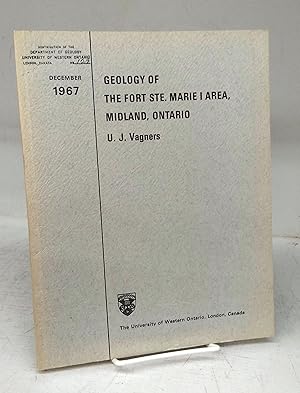 CONTRIBUTION OF THE
DEPARTMENT OF GEOLOGY
UNIVERSITY OF WESTERN ONTARIO
LONDON, CANADA
DECEMBER
1967
GEOLOGY OF
THE FORT STE. MARIE I AREA,
MIDLAND, ONTARIO
U. J. Vagners
The University of Western Ontario, London, Canada